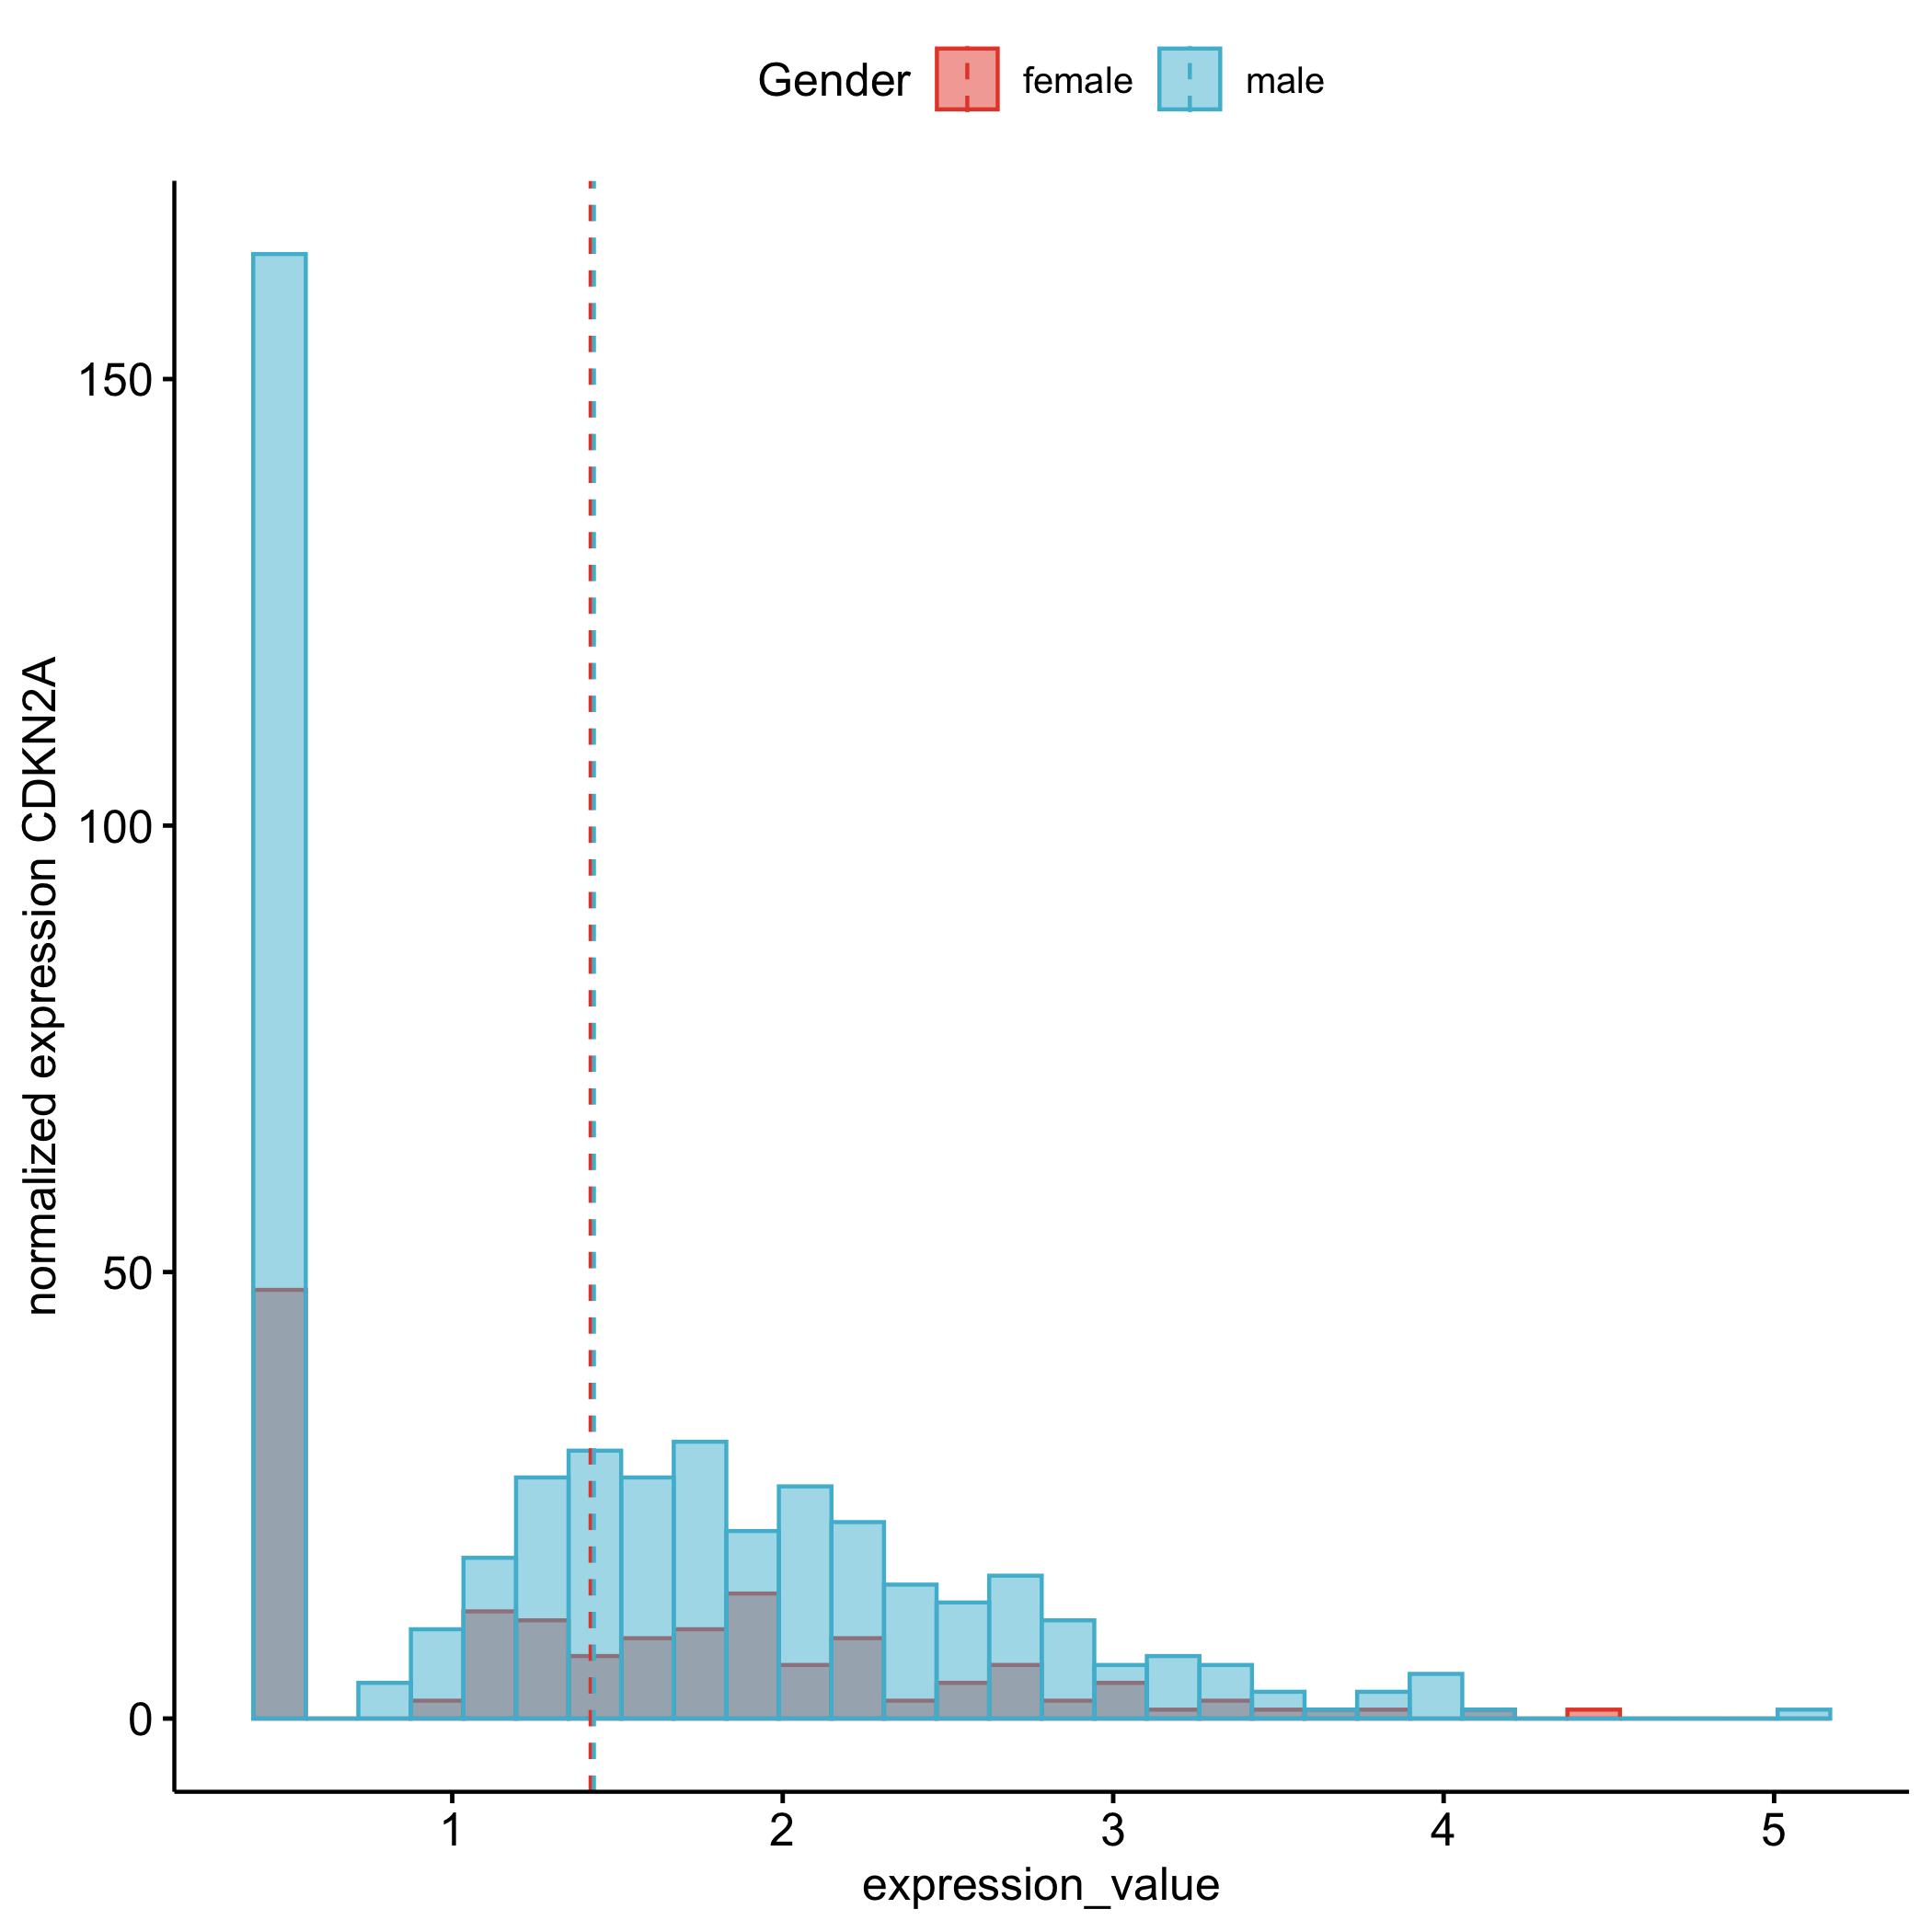 Gender female male
normalized expression CDKN2A
150
100
50
0
1 2 3 4 5
expression_value